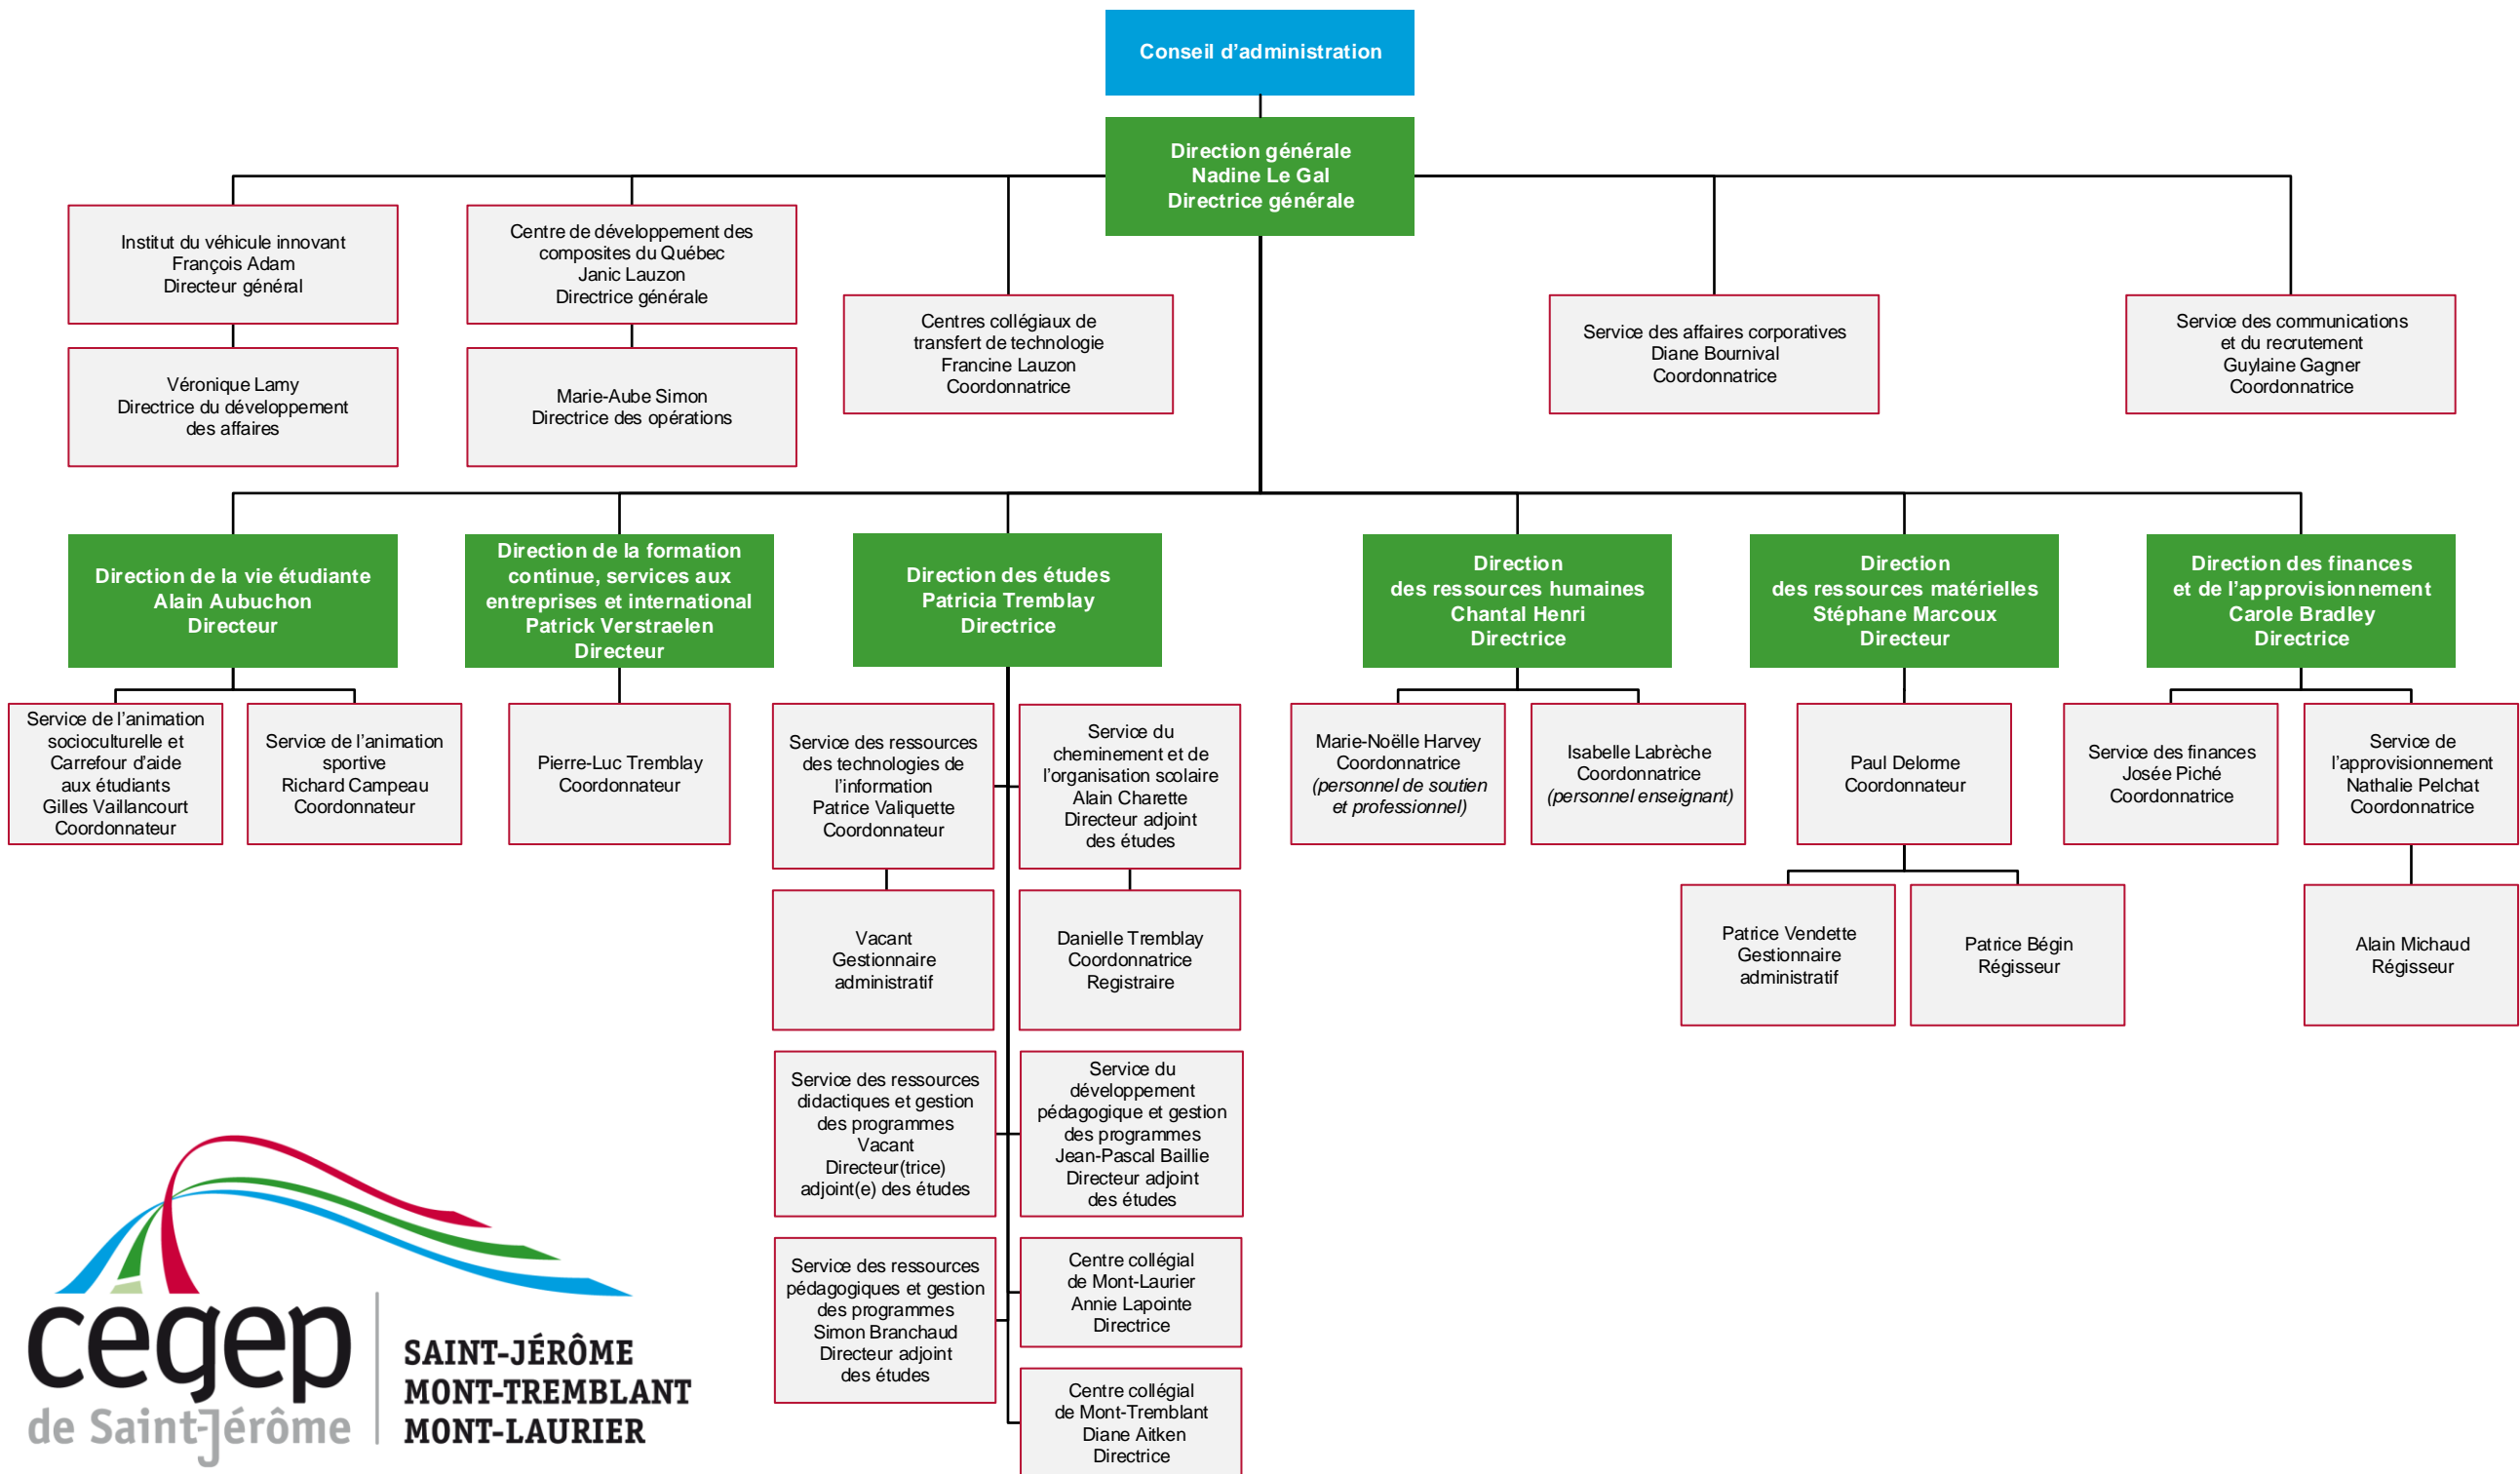 Conseil d’administration
Direction générale
Nadine Le Gal
Directrice générale
Institut du véhicule innovant
François Adam
Directeur général
Centre de développement des
composites du Québec
Janic Lauzon
Directrice générale
Centres collégiaux de
transfert de technologie
Francine Lauzon
Coordonnatrice
Service des affaires corporatives
Diane Bournival
Coordonnatrice
Service des communications
et du recrutement
Guylaine Gagner
Coordonnatrice
Véronique Lamy
Directrice du développement
des affaires
Marie-Aube Simon
Directrice des opérations
Direction de la vie étudiante
Alain Aubuchon
Directeur
Direction de la formation
continue, services aux
entreprises et international
Patrick Verstraelen
Directeur
Direction des études
Patricia Tremblay
Directrice
Direction
des ressources humaines
Chantal Henri
Directrice
Direction
des ressources matérielles
Stéphane Marcoux
Directeur
Direction des finances
et de l’approvisionnement
Carole Bradley
Directrice
Service de l’animation
socioculturelle et
Carrefour d’aide
aux étudiants
Gilles Vaillancourt
Coordonnateur
Service de l’animation
sportive
Richard Campeau
Coordonnateur
Pierre-Luc Tremblay
Coordonnateur
Service des ressources
des technologies de
l’information
Patrice Valiquette
Coordonnateur
Service du
cheminement et de
l’organisation scolaire
Alain Charette
Directeur adjoint
des études
Marie-Noëlle Harvey
Coordonnatrice
(personnel de soutien
et professionnel)
Isabelle Labrèche
Coordonnatrice
(personnel enseignant)
Paul Delorme
Coordonnateur
Service des finances
Josée Piché
Coordonnatrice
Service de
l’approvisionnement
Nathalie Pelchat
Coordonnatrice
Vacant
Gestionnaire
administratif
Danielle Tremblay
Coordonnatrice
Registraire
Patrice Vendette
Gestionnaire
administratif
Patrice Bégin
Régisseur
Alain Michaud
Régisseur
Service des ressources
didactiques et gestion
des programmes
Vacant
Directeur(trice)
adjoint(e) des études
Service du
développement
pédagogique et gestion
des programmes
Jean-Pascal Baillie
Directeur adjoint
des études
Service des ressources
pédagogiques et gestion
des programmes
Simon Branchaud
Directeur adjoint
des études
Centre collégial
de Mont-Laurier
Annie Lapointe
Directrice
Centre collégial
de Mont-Tremblant
Diane Aitken
Directrice
cegep
de Saint-Jérôme
SAINT-JÉRÔME
MONT-TREMBLANT
MONT-LAURIER